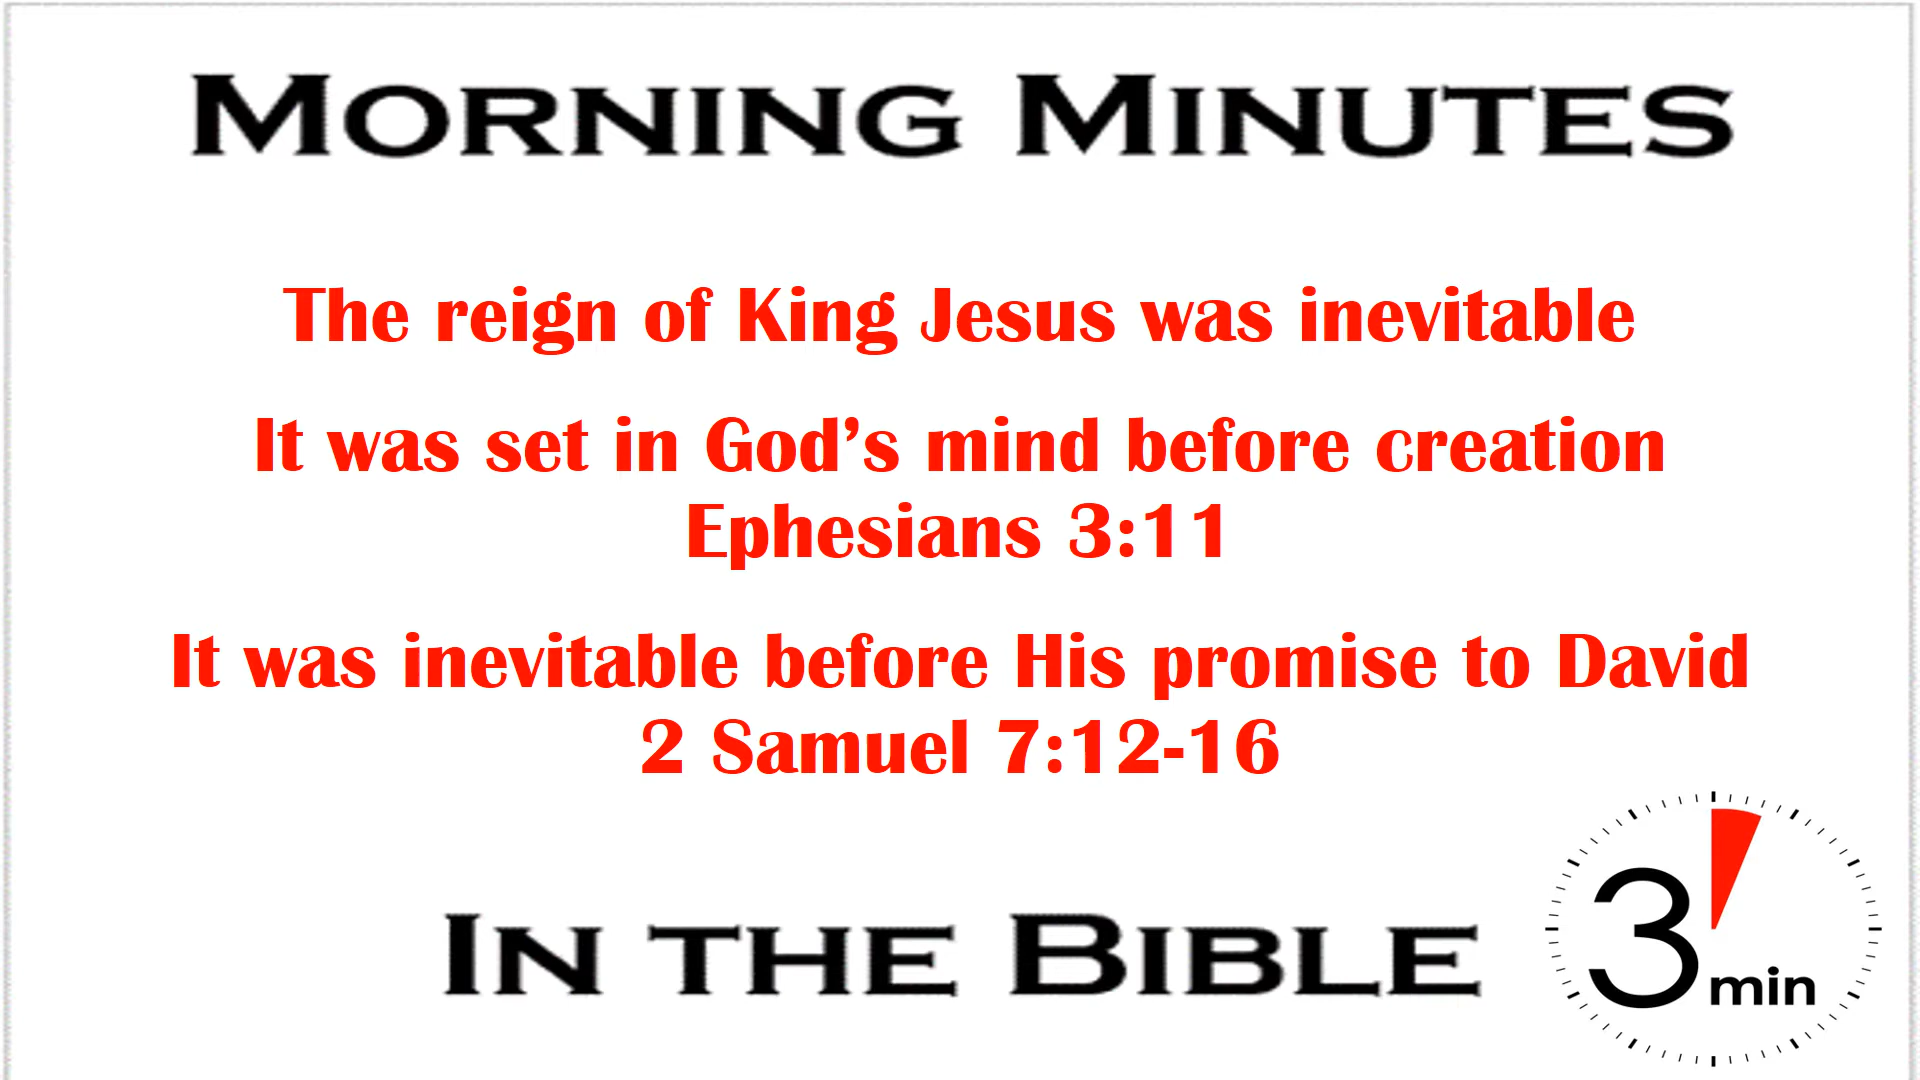 MORNING MINUTES
The reign of King Jesus was inevitable
It was set in God’s mind before creation
Ephesians 3:11
It was inevitable before His promise to David
2 Samuel 7:12-16
IN THE BIBLE
3 min